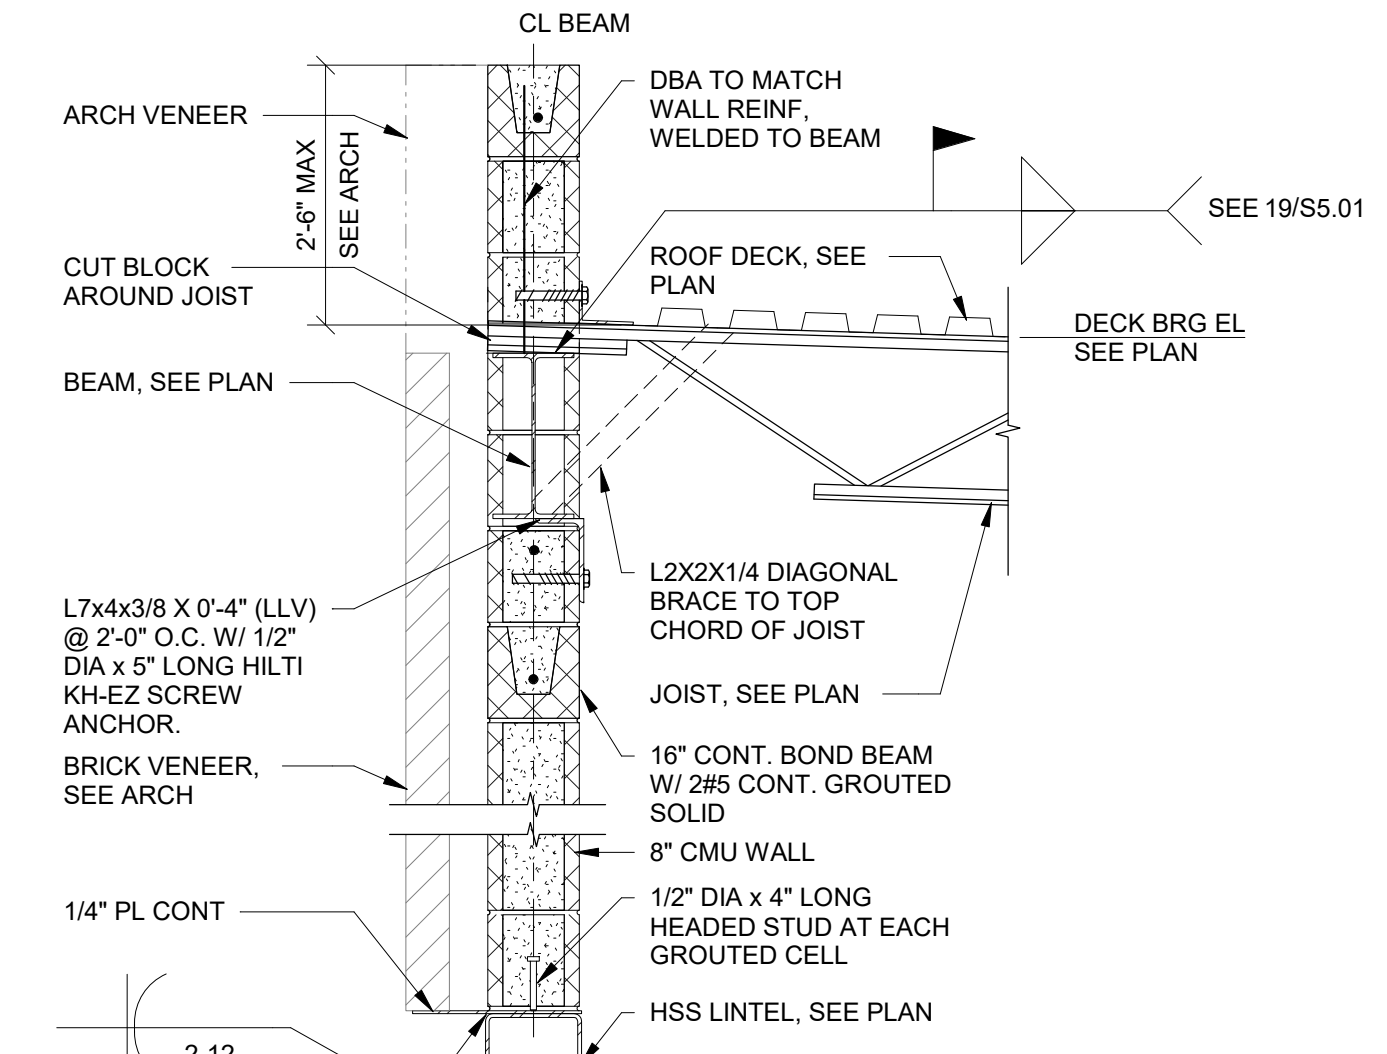 CL BEAM
ARCH VENEER
2'-6" MAX
SEE ARCH
DBA TO MATCH
WALL REINF,
WELDED TO BEAM
SEE 19/S5.01
CUT BLOCK
AROUND JOIST
ROOF DECK, SEE
PLAN
DECK BRG EL
SEE PLAN
BEAM, SEE PLAN
L7x4x3/8 X 0'-4" (LLV)
@ 2'-0" O.C. W/ 1/2"
DIA x 5" LONG HILTI
KH-EZ SCREW
ANCHOR.
L2X2X1/4 DIAGONAL
BRACE TO TOP
CHORD OF JOIST
JOIST, SEE PLAN
BRICK VENEER,
SEE ARCH
16" CONT. BOND BEAM
W/ 2#5 CONT. GROUTED
SOLID
8" CMU WALL
1/4" PL CONT
1/2" DIA x 4" LONG
HEADED STUD AT EACH
GROUTED CELL
HSS LINTEL, SEE PLAN
2-12